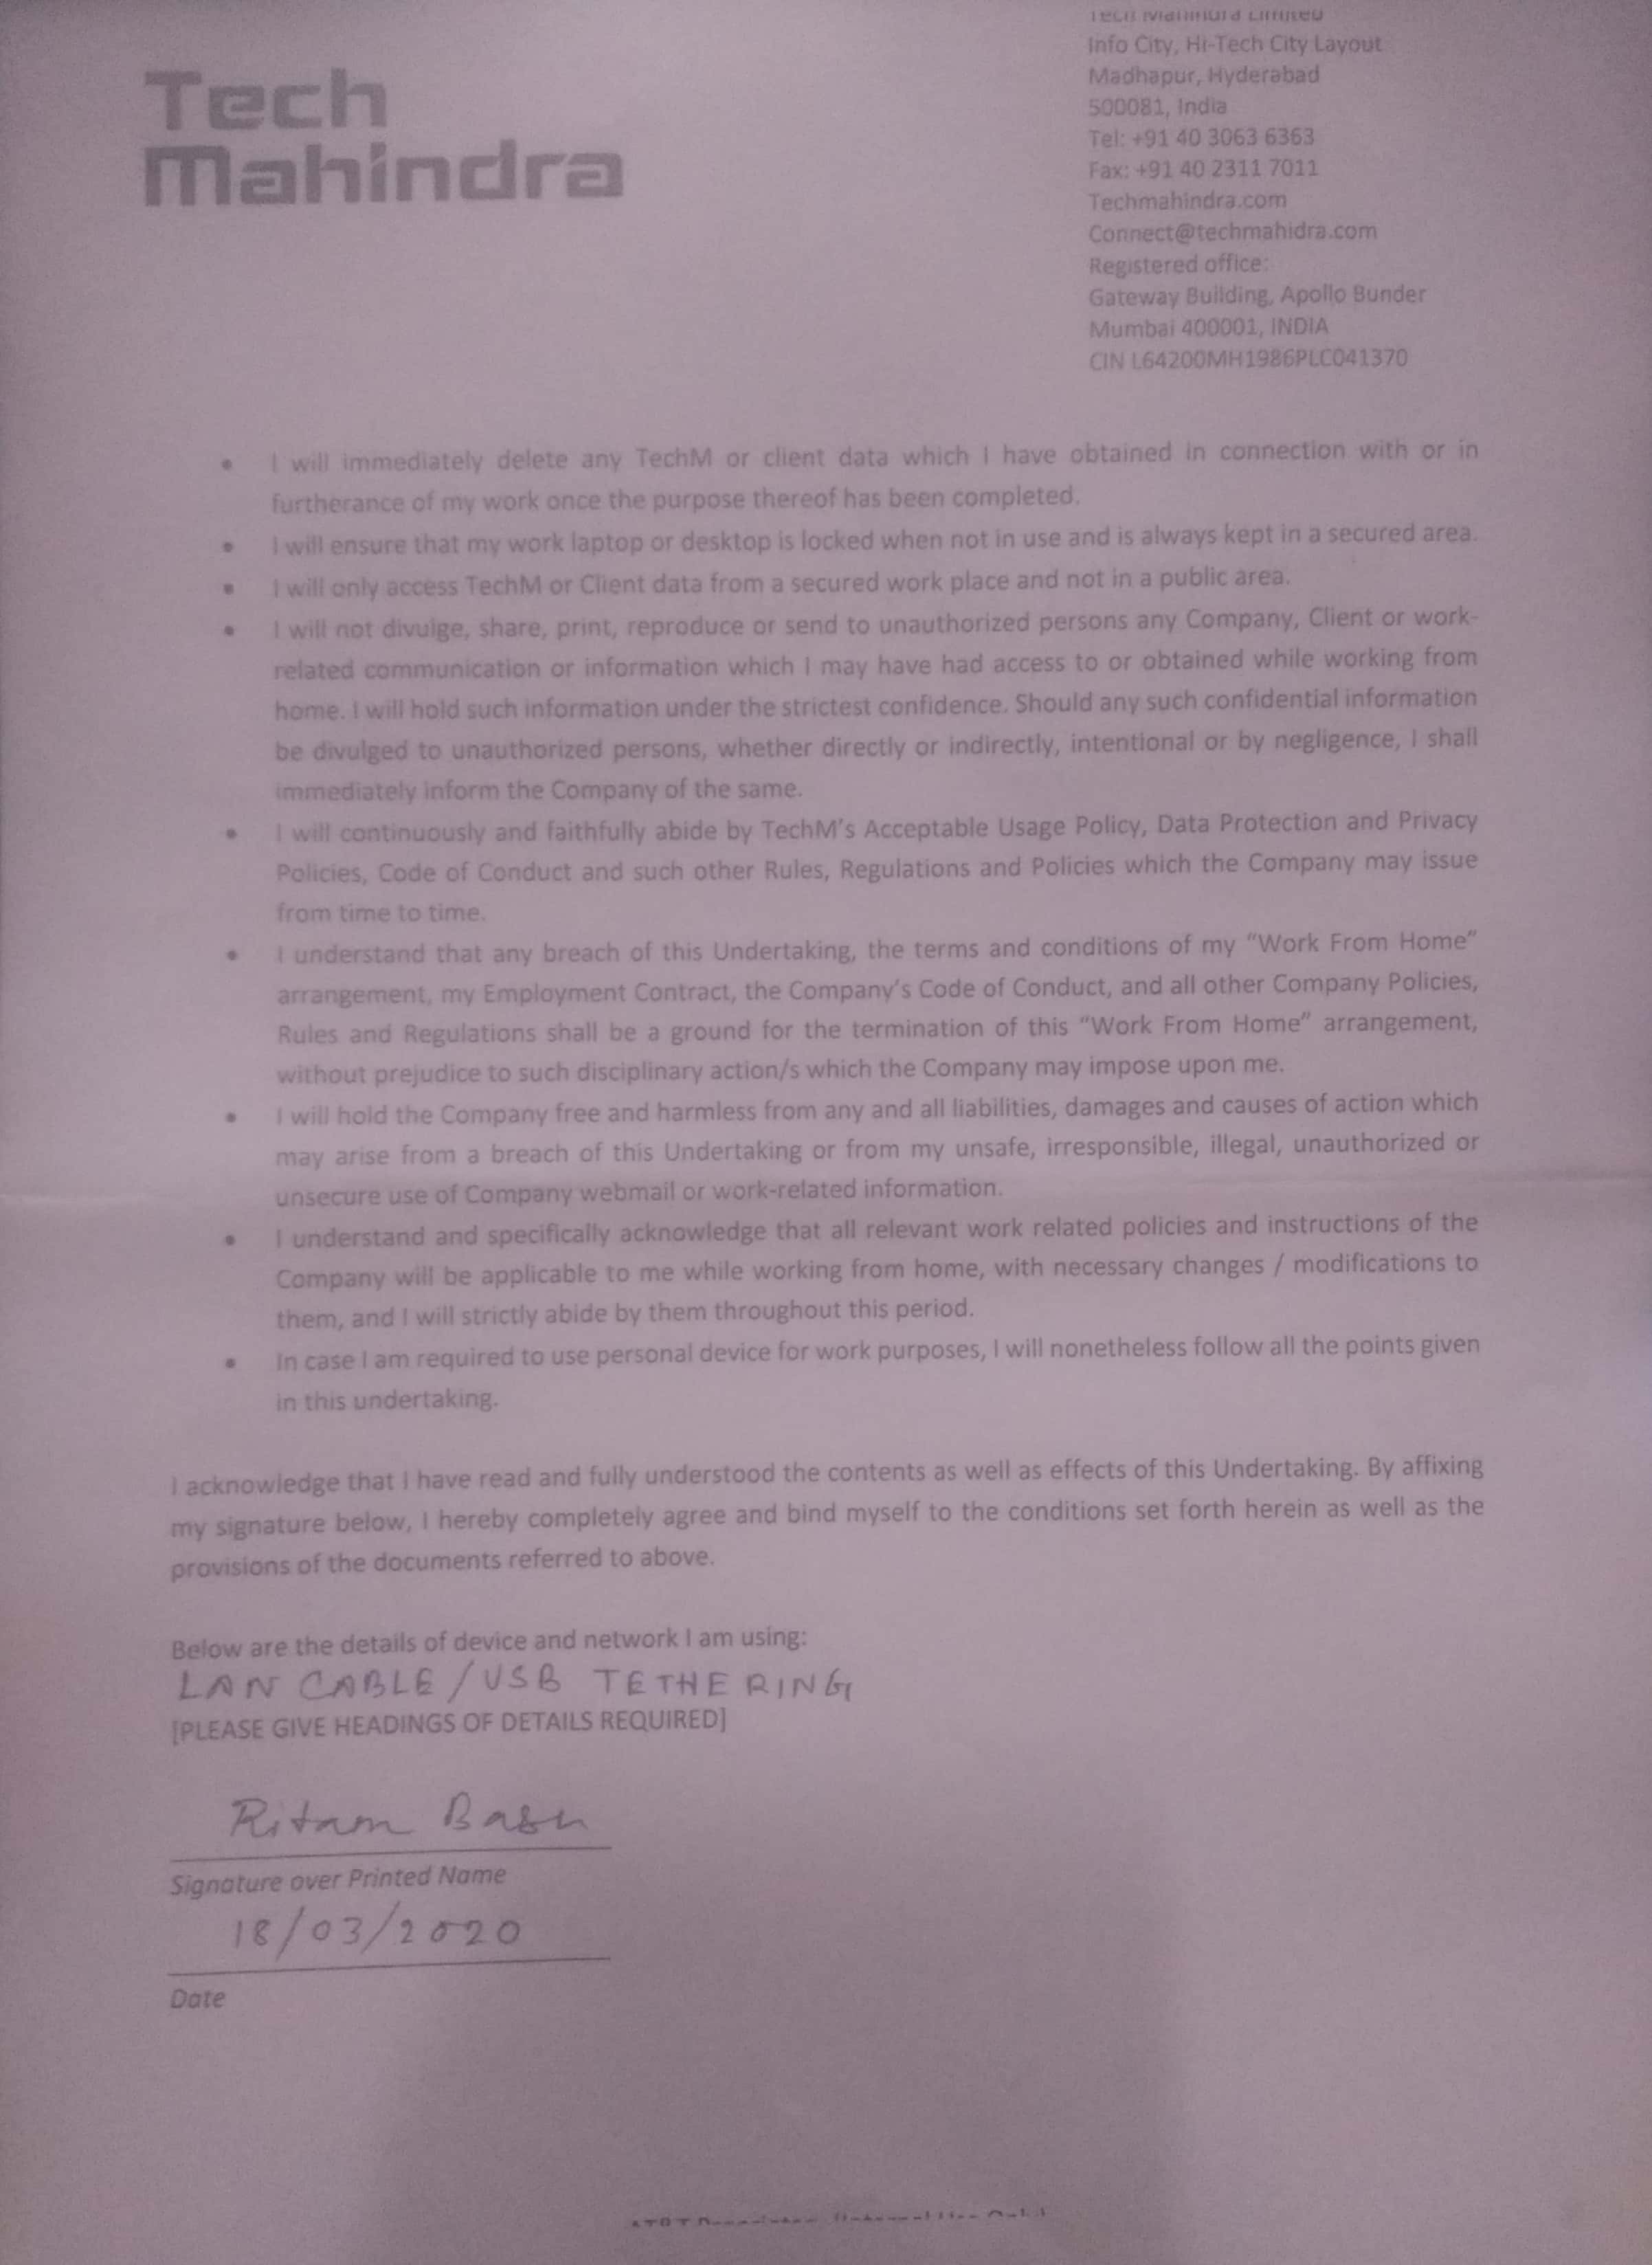 Tech
Mahindra
Tech Mahindra Limited
Info City, Hi-Tech City Layout
Madhapur, Hyderabad
500081, India
Tel: +91 40 3063 6363
Fax: +91 40 2311 7011
Techmahindra.com
Connect@techmahidra.com
Registered office:
Gateway Building, Apollo Bunder
Mumbai 400001, INDIA
CIN L64200MH1986PLC041370
• I will immediately delete any TechM or client data which I have obtained in connection with or in
furtherance of my work once the purpose thereof has been completed.
• I will ensure that my work laptop or desktop is locked when not in use and is always kept in a secured area.
• I will only access TechM or Client data from a secured work place and not in a public area.
• I will not divulge, share, print, reproduce or send to unauthorized persons any Company, Client or work-
related communication or information which I may have had access to or obtained while working from
home. I will hold such information under the strictest confidence. Should any such confidential information
be divulged to unauthorized persons, whether directly or indirectly, intentional or by negligence, I shall
immediately inform the Company of the same.
• I will continuously and faithfully abide by TechM's Acceptable Usage Policy, Data Protection and Privacy
Policies, Code of Conduct and such other Rules, Regulations and Policies which the Company may issue
from time to time.
• I understand that any breach of this Undertaking, the terms and conditions of my "Work From Home"
arrangement, my Employment Contract, the Company's Code of Conduct, and all other Company Policies,
Rules and Regulations shall be a ground for the termination of this "Work From Home" arrangement,
without prejudice to such disciplinary action/s which the Company may impose upon me.
• I will hold the Company free and harmless from any and all liabilities, damages and causes of action which
may arise from a breach of this Undertaking or from my unsafe, irresponsible, illegal, unauthorized or
unsecure use of Company webmail or work-related information.
• I understand and specifically acknowledge that all relevant work related policies and instructions of the
Company will be applicable to me while working from home, with necessary changes / modifications to
them, and I will strictly abide by them throughout this period.
• In case I am required to use personal device for work purposes, I will nonetheless follow all the points given
in this undertaking.
I acknowledge that I have read and fully understood the contents as well as effects of this Undertaking. By affixing
my signature below, I hereby completely agree and bind myself to the conditions set forth herein as well as the
provisions of the documents referred to above.
Below are the details of device and network I am using:
LAN CABLE/USB TETHERING
[PLEASE GIVE HEADINGS OF DETAILS REQUIRED]
Ritam Basu
Signature over Printed Name
18/03/2020
Date